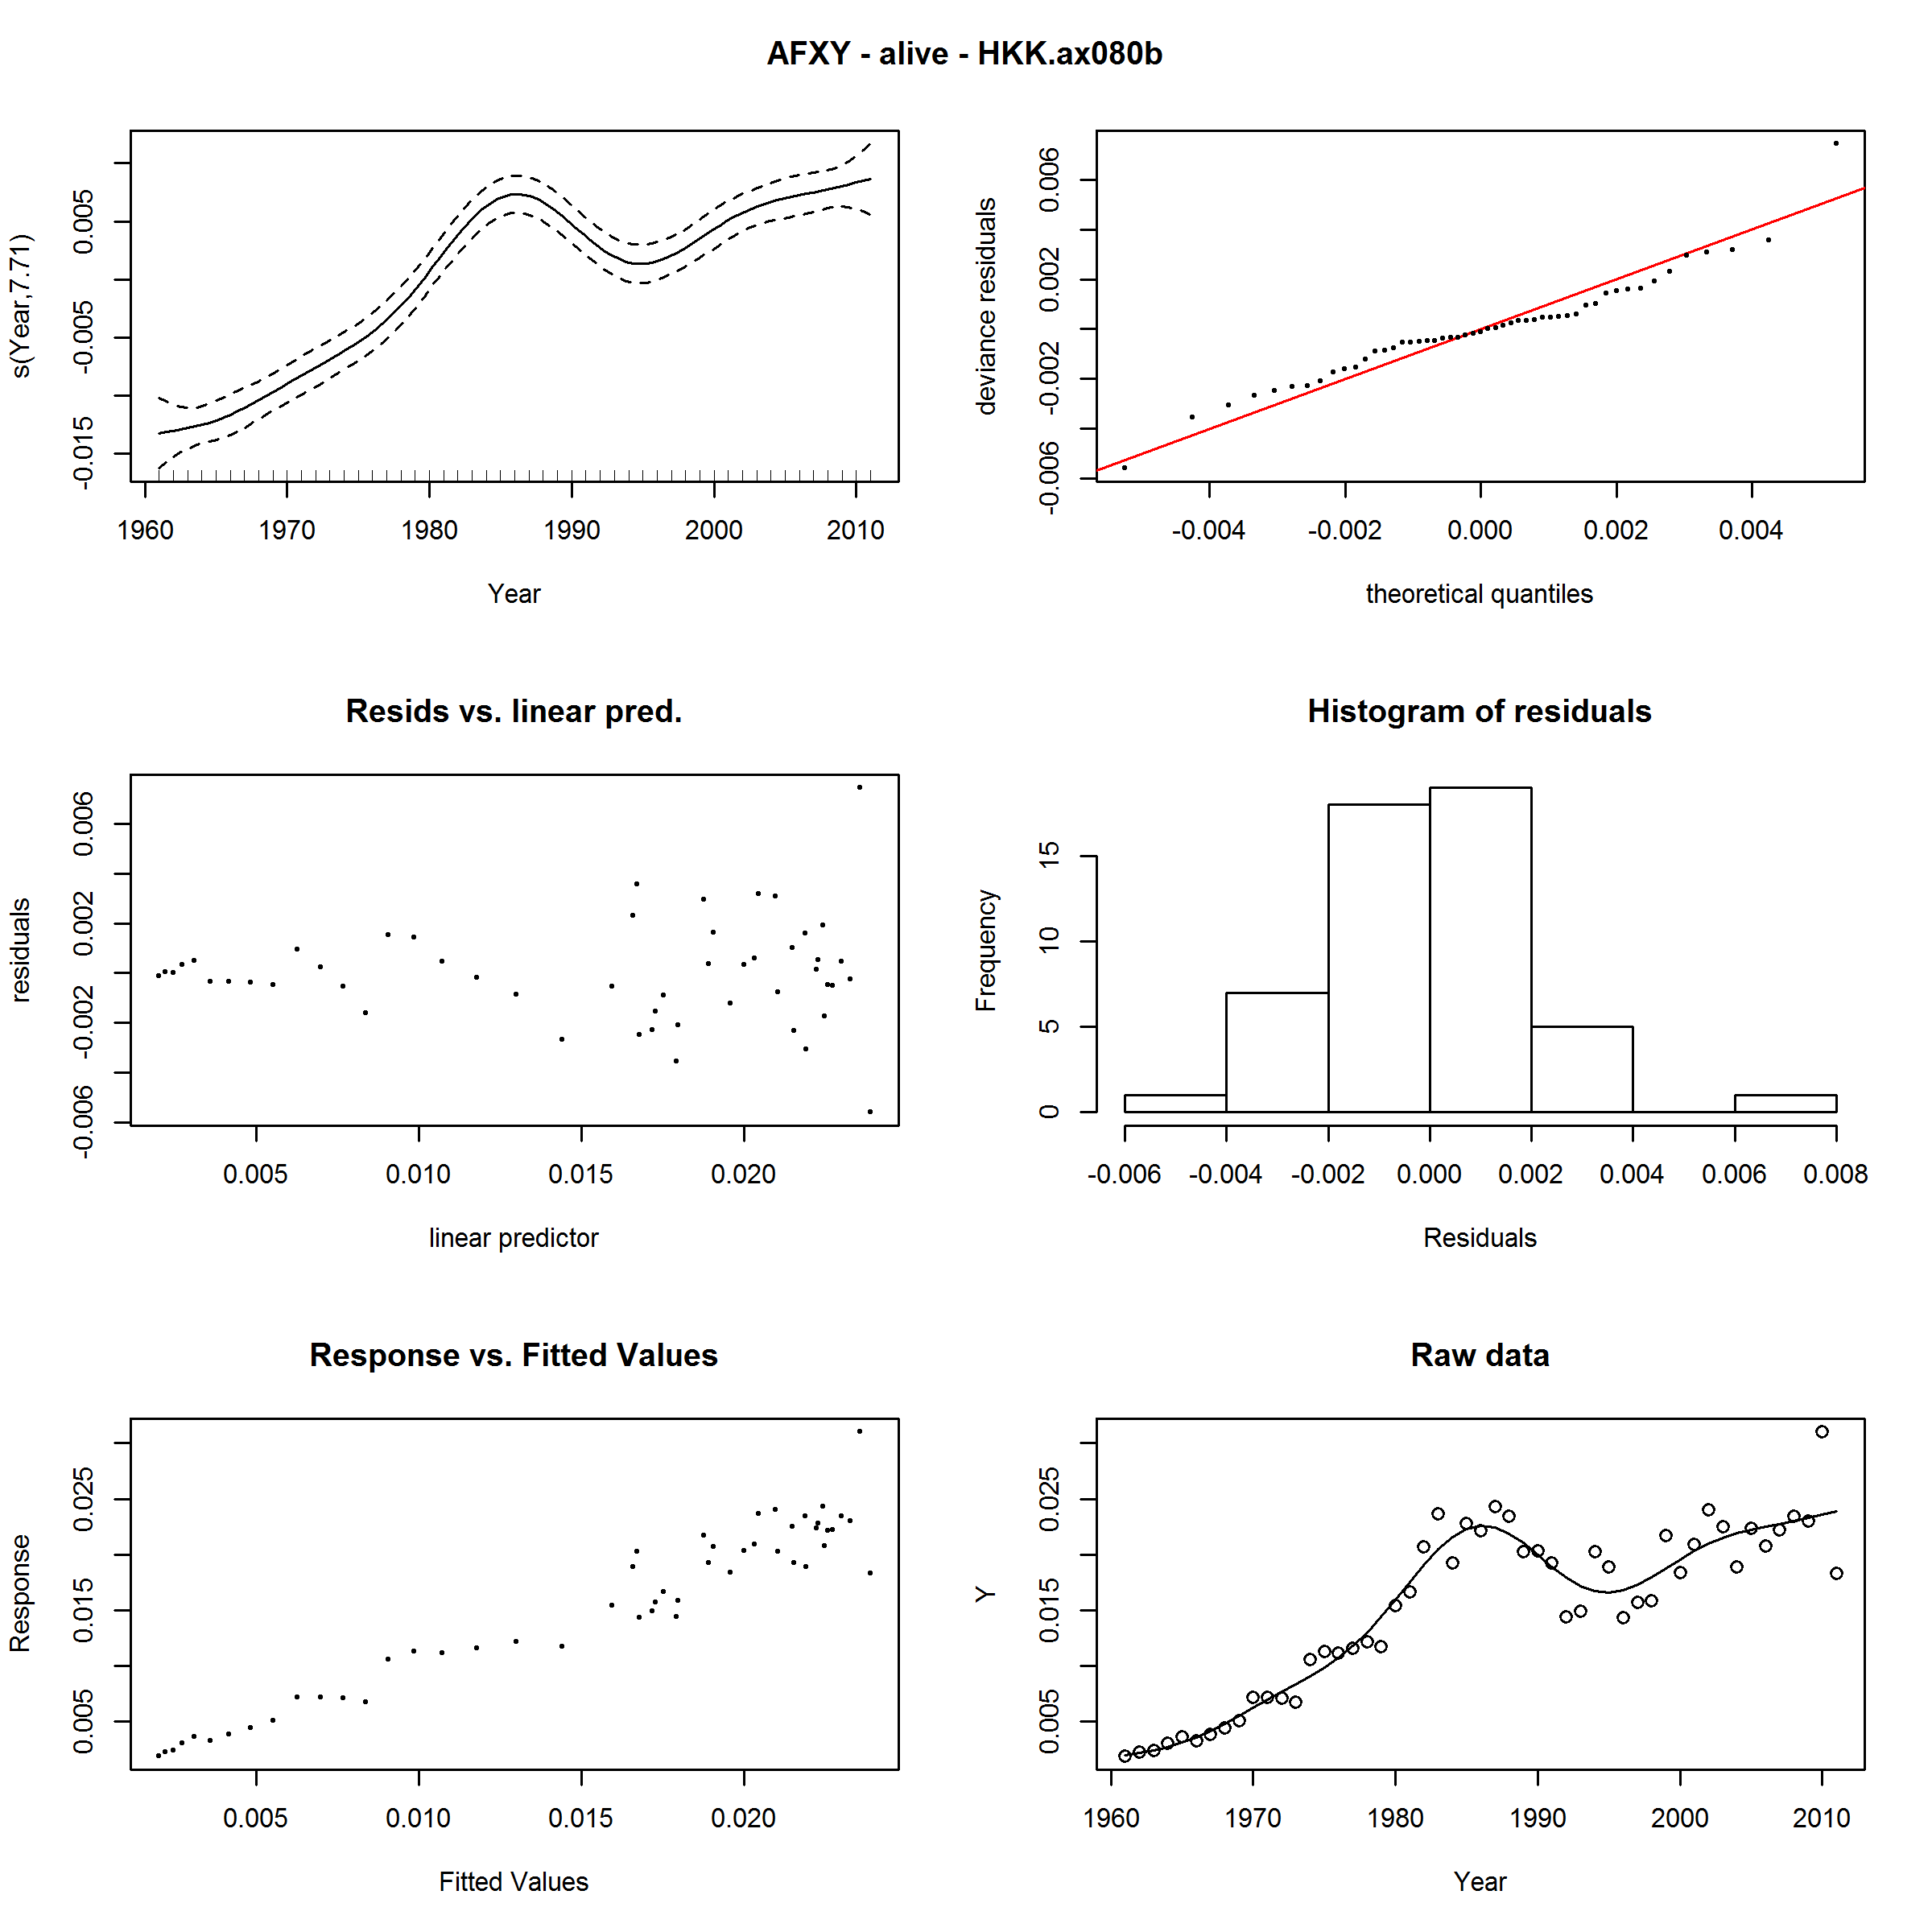 AFXY - alive - HKK.ax080b
s(Year,7.71)
-0.015 -0.005 0.005
1960 1970 1980 1990 2000 2010
Year
deviance residuals
-0.006 -0.002 0.002 0.006
-0.004 -0.002 0.000 0.002 0.004
theoretical quantiles
Resids vs. linear pred.
residuals
-0.006 -0.002 0.002 0.006
0.005 0.010 0.015 0.020
linear predictor
Histogram of residuals
Frequency
0 5 10 15
-0.006 -0.004 -0.002 0.000 0.002 0.004 0.006 0.008
Residuals
Response vs. Fitted Values
Response
0.005 0.015 0.025
0.005 0.010 0.015 0.020
Fitted Values
Raw data
Y
0.005 0.015 0.025
1960 1970 1980 1990 2000 2010
Year